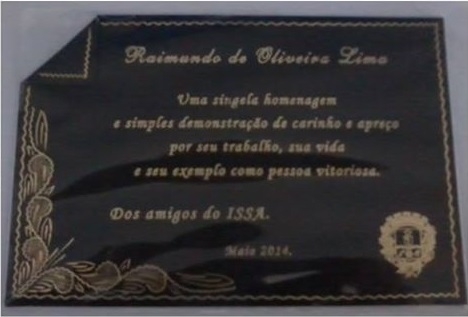 Raimundo de Oliveira Lima
Uma singela homenagem
e simples demonstração de carinho e apreço
por seu trabalho, sua vida
e seu exemplo como pessoa vitoriosa.
Dos amigos do ISSA.
Maio 2014.